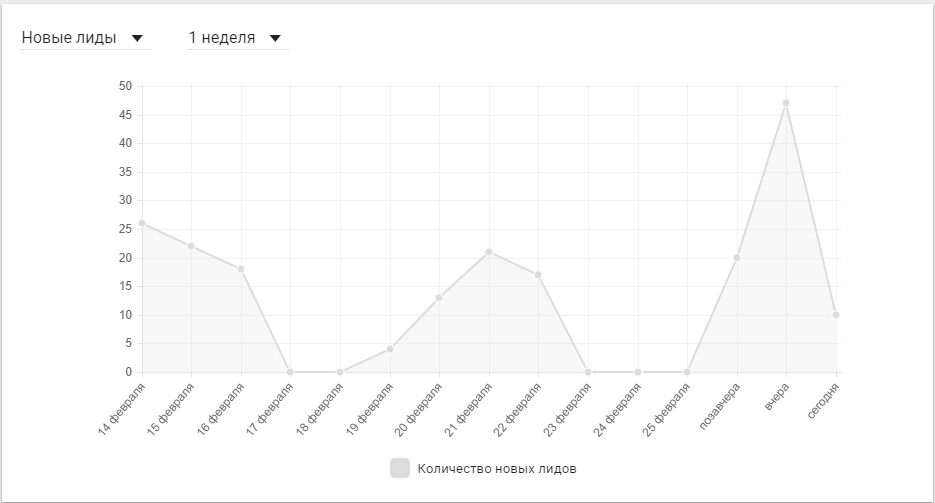 Новые лиды
1 неделя
50
45
40
35
30
25
20
15
10
5
0
14 февраля
15 февраля
16 февраля
17 февраля
18 февраля
19 февраля
20 февраля
21 февраля
22 февраля
23 февраля
24 февраля
25 февраля
позавчера
вчера
сегодня
Количество новых лидов